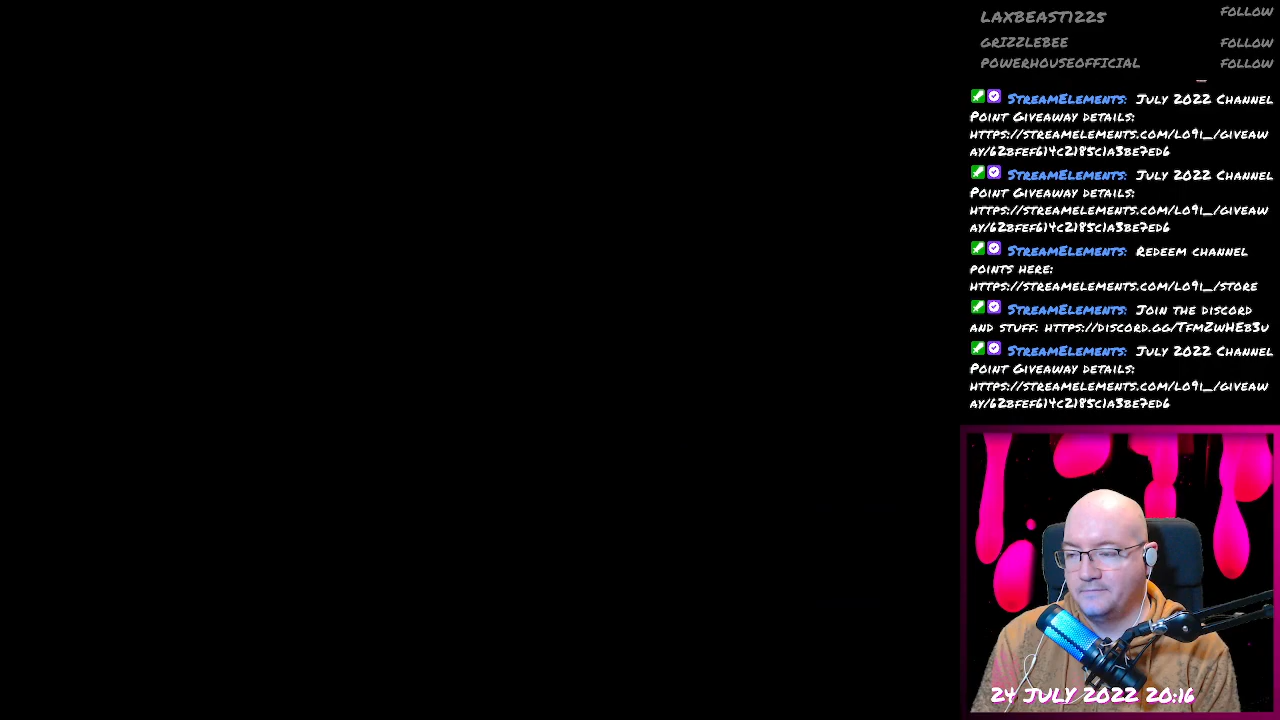 LAXBEAST1225 FOLLOW
GRIZZLEBEE FOLLOW
POWERHOUSEOFFICIAL FOLLOW
StreamElements: July 2022 Channel
Point Giveaway details:
https://streamelements.com/lo9i_/giveaw
ay/62bfef614c2185c1a3be7ed6
StreamElements: July 2022 Channel
Point Giveaway details:
https://streamelements.com/lo9i_/giveaw
ay/62bfef614c2185c1a3be7ed6
StreamElements: Redeem channel
points here:
https://streamelements.com/lo9i_/store
StreamElements: Join the discord
and stuff: https://discord.gg/TfmZwHEb3u
StreamElements: July 2022 Channel
Point Giveaway details:
https://streamelements.com/lo9i_/giveaw
ay/62bfef614c2185c1a3be7ed6
24 JULY 2022 20:16